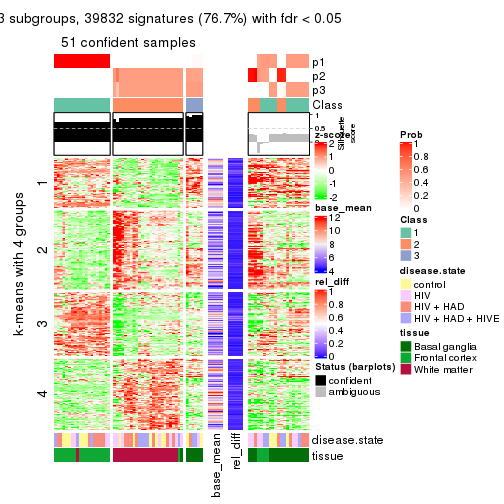 3 subgroups, 39832 signatures (76.7%) with fdr < 0.05
51 confident samples
p1
p2
p3
Class
1
0.5
0
Silhouette score
k-means with 4 groups
1
2
3
4
z-score
2
1
0
-1
-2
base_mean
12
10
8
6
4
rel_diff
1
0.8
0.6
0.4
0.2
0
Status (barplots)
confident
ambiguous
Prob
1
0.8
0.6
0.4
0.2
0
Class
1
2
3
disease.state
control
HIV
HIV + HAD
HIV + HAD + HIVE
tissue
Basal ganglia
Frontal cortex
White matter
disease.state
tissue
base_mean
rel_diff